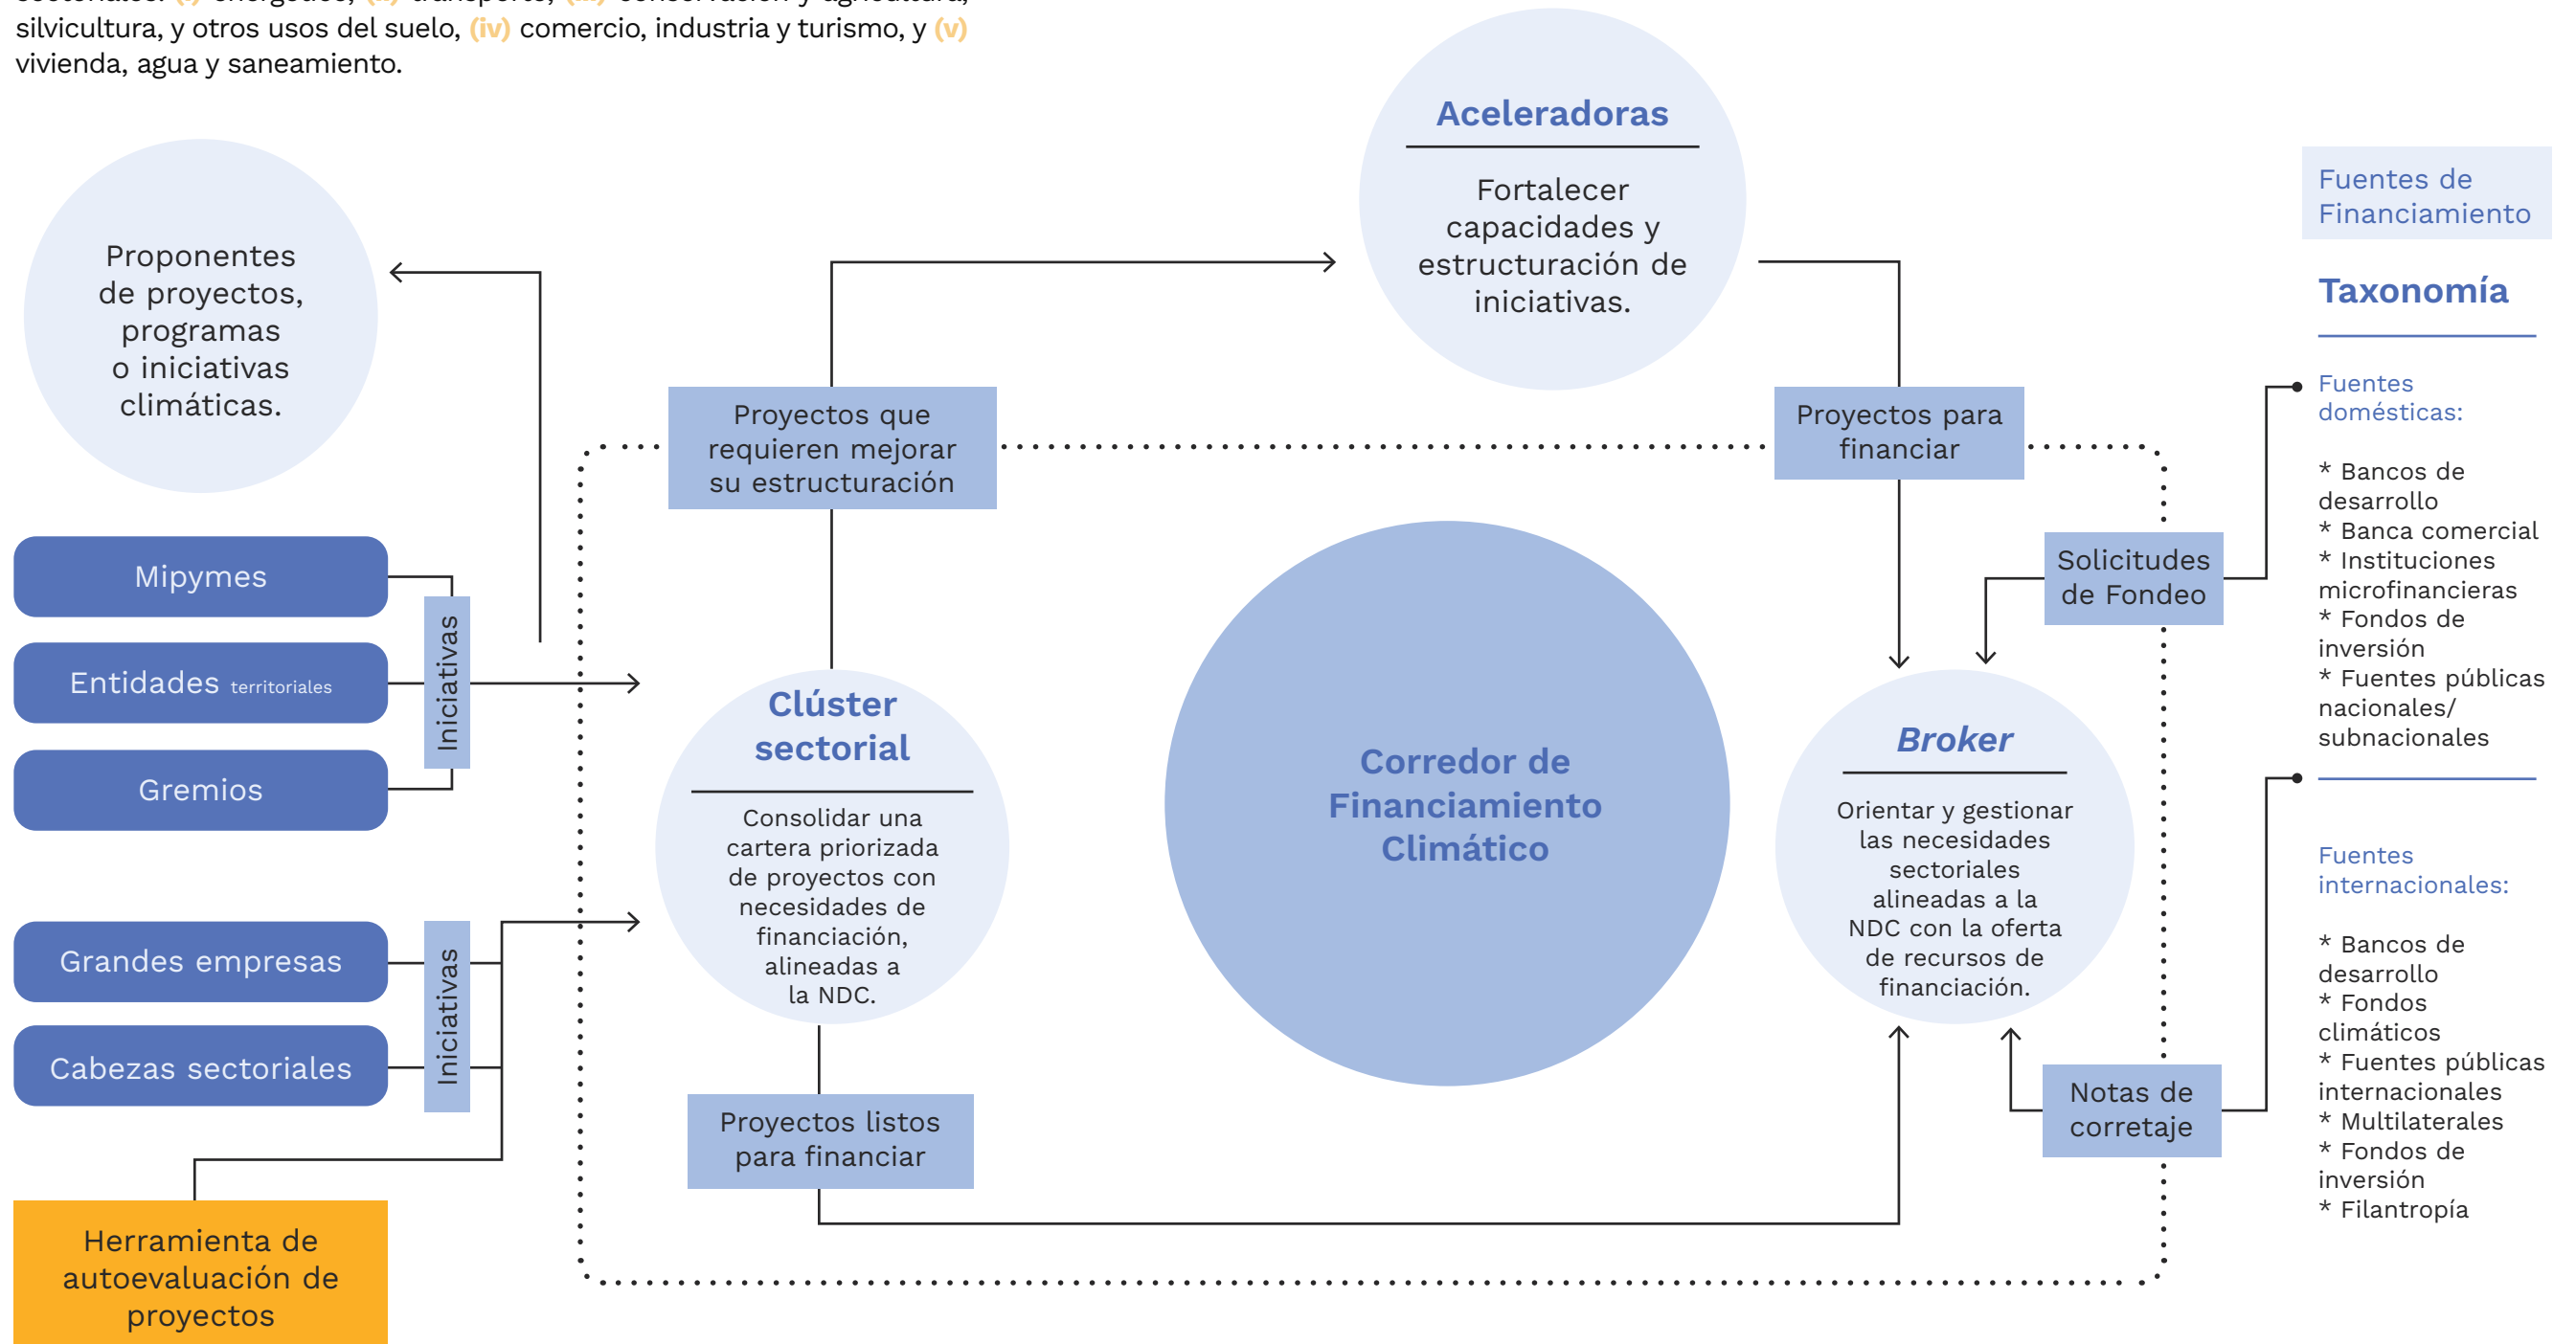 silvicultura, y otros usos del suelo, (iv) comercio, industria y turismo, y (v)
vivienda, agua y saneamiento.
Proponentes
de proyectos,
programas
o iniciativas
climáticas.
Mipymes
Entidades territoriales
Gremios
Iniciativas
Grandes empresas
Cabezas sectoriales
Iniciativas
Herramienta de
autoevaluación de
proyectos
Proyectos que
requieren mejorar
su estructuración
Clúster
sectorial
Consolidar una
cartera priorizada
de proyectos con
necesidades de
financiación,
alineadas a
la NDC.
Proyectos listos
para financiar
Aceleradoras
Fortalecer
capacidades y
estructuración de
iniciativas.
Corredor de
Financiamiento
Climático
Proyectos para
financiar
Solicitudes
de Fondeo
Broker
Orientar y gestionar
las necesidades
sectoriales
alineadas a la
NDC con la oferta
de recursos de
financiación.
Notas de
corretaje
Fuentes de
Financiamiento
Taxonomía
Fuentes
domésticas:
* Bancos de
desarrollo
* Banca comercial
* Instituciones
microfinancieras
* Fondos de
inversión
* Fuentes públicas
nacionales/
subnacionales
Fuentes
internacionales:
* Bancos de
desarrollo
* Fondos
climáticos
* Fuentes públicas
internacionales
* Multilaterales
* Fondos de
inversión
* Filantropía